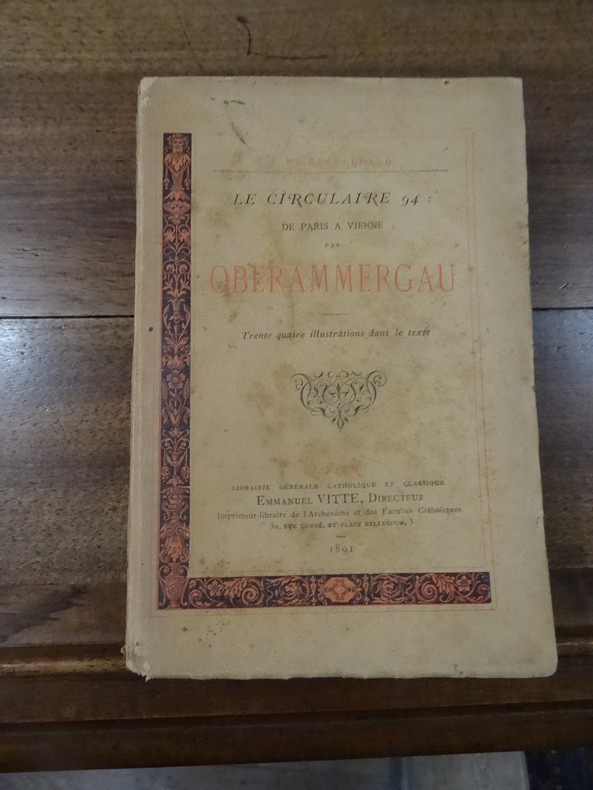 LE CIRCULAIRE 94 :
DE PARIS A VIENNE
PAR
OBERAMMERGAU
Trente quatre illustrations dans le texte
LYON
LIBRAIRIE GÉNÉRALE CATHOLIQUE ET CLASSIQUE
EMMANUEL VITTE, DIRECTEUR
Imprimeur-libraire de l'Archevêché et des Facultés Catholiques
30, RUE CONDÉ, ET PLACE BELLECOUR, 3
1891